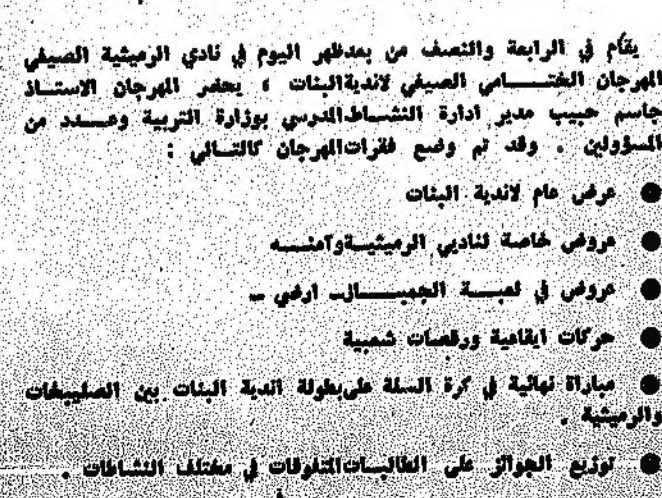 يقام في الرابعة والنصف من بعدظهر اليوم في نادي الرميثية الصيفي
المهرجان الختامي الصيفي لاندية البنات ، يحضر المهرجان الاستاذ
جاسم حبيب مدير ادارة النشاط المدرسي بوزارة التربية وعدد من
المسؤولين . وقد تم وضع فقرات المهرجان كالتالي :
● عرض عام لاندية البنات
● عروض خاصة لناديي الرميثية وآمنه
● عروض في لعبة الجمباز ـ ارضي ـ
● حركات ايقاعية ورقصات شعبية
● مباراة نهائية في كرة السلة على بطولة اندية البنات بين الصليبيخات
والرميثية .
● توزيع الجوائز على الطالبات المتفوقات في مختلف النشاطات .